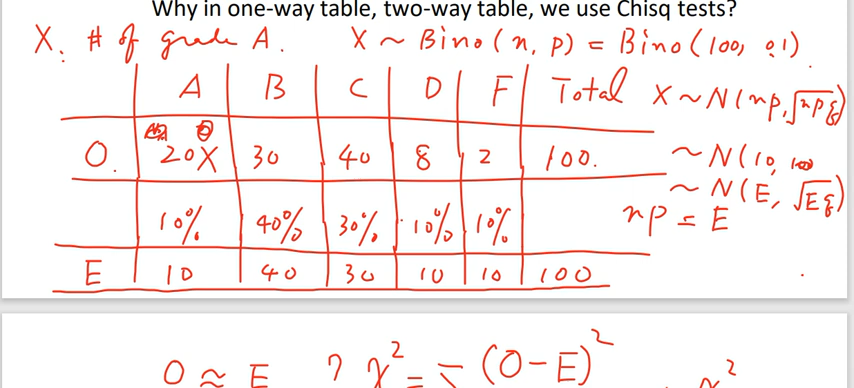 Why in one-way table, two-way table, we use Chisq tests?
X: # of grade A. X ~ Bino(n, p) = Bino(100, 0.1)
A B C D F Total X ~ N(np, √npq)
O. 20X 30 40 8 2 100. ~ N(10,
~ N(E, √Eq)
10% 40% 30% 10% 10% np = E
E 10 40 30 10 10 100
O ≈ E ? χ² = Σ (O-E)²